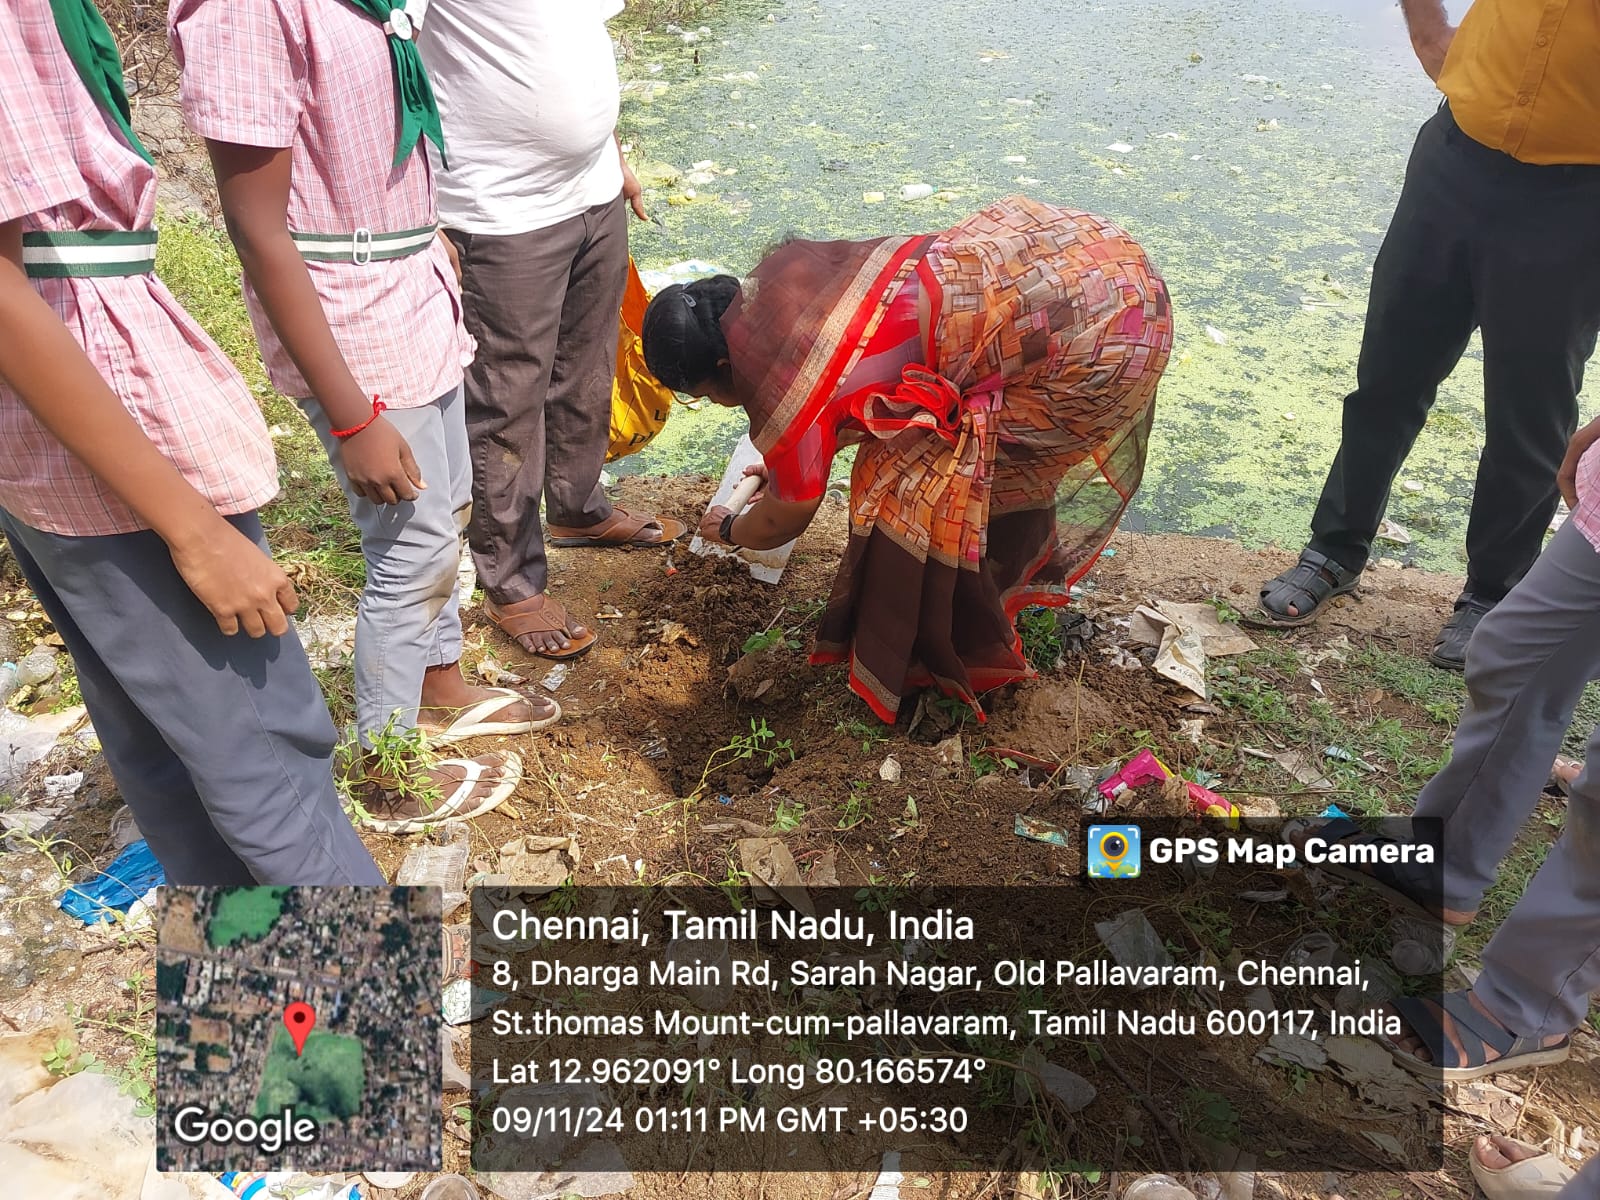 GPS Map Camera
Chennai, Tamil Nadu, India
8, Dharga Main Rd, Sarah Nagar, Old Pallavaram, Chennai,
St.thomas Mount-cum-pallavaram, Tamil Nadu 600117, India
Lat 12.962091° Long 80.166574°
09/11/24 01:11 PM GMT +05:30
Google